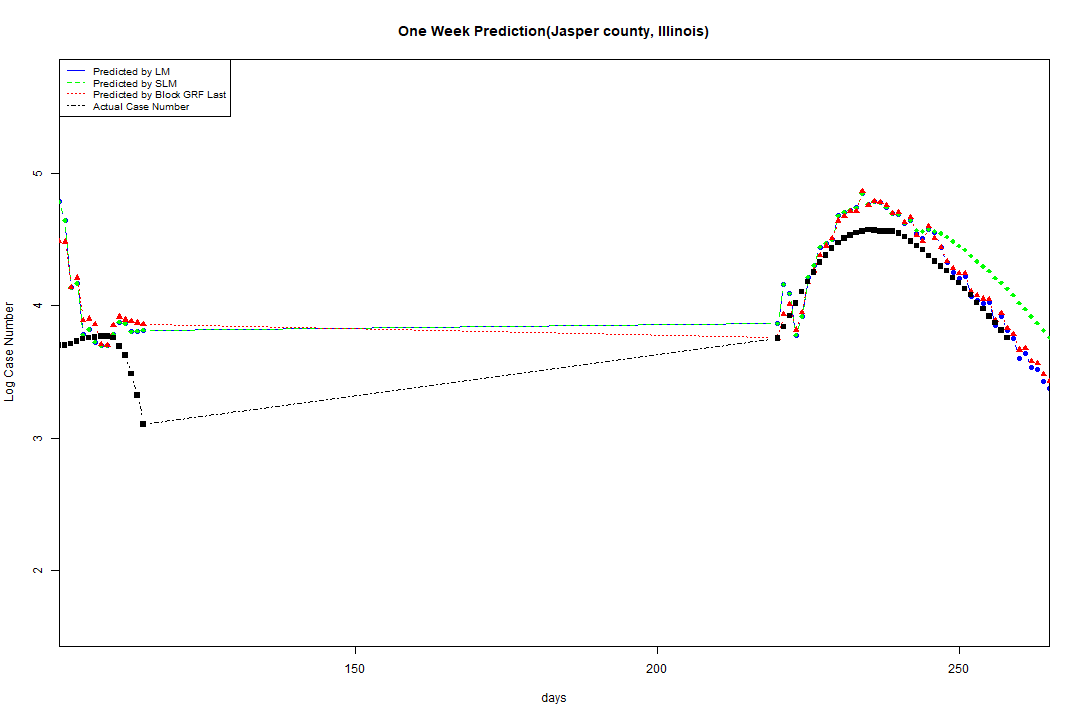 One Week Prediction(Jasper county, Illinois)
Predicted by LM
Predicted by SLM
Predicted by Block GRF Last
Actual Case Number
5
4
3
2
Log Case Number
150
200
250
days